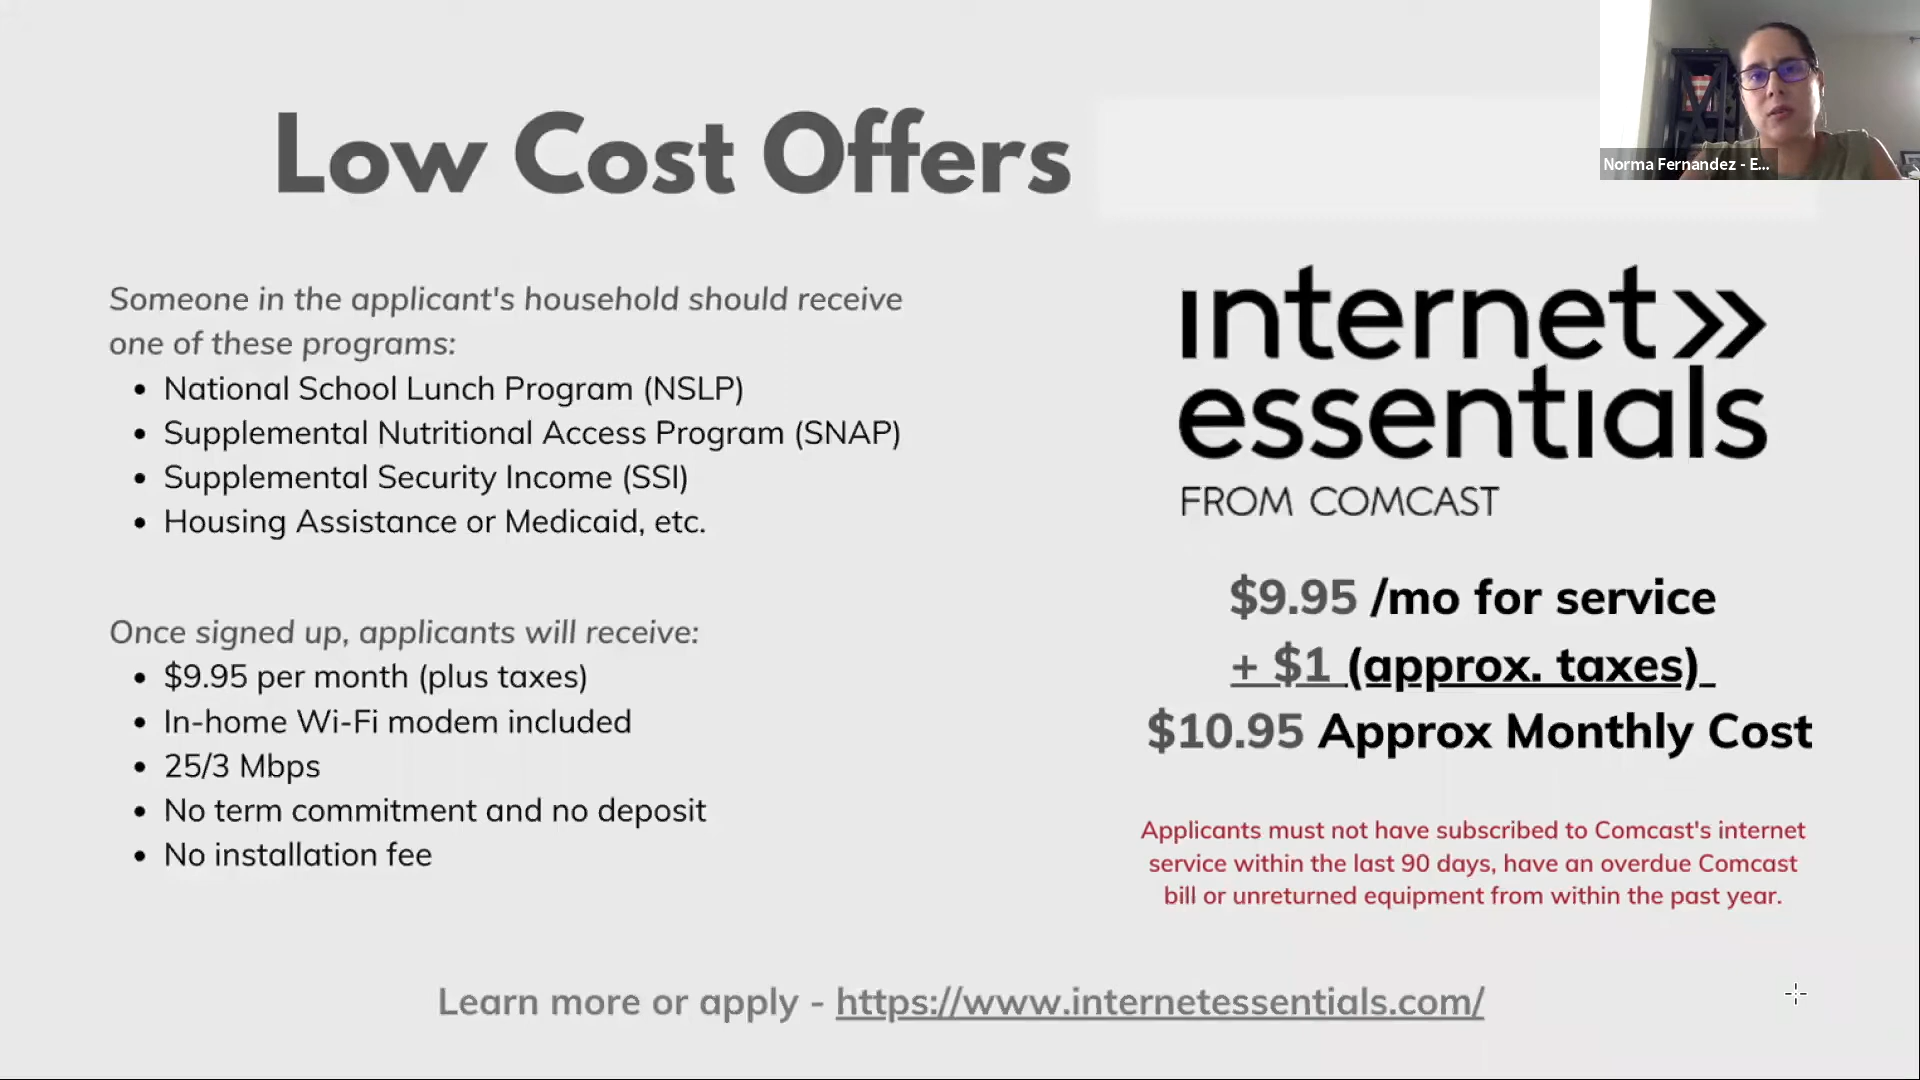 Low Cost Offers
Norma Fernandez - E...
Someone in the applicant's household should receive
one of these programs:
• National School Lunch Program (NSLP)
• Supplemental Nutritional Access Program (SNAP)
• Supplemental Security Income (SSI)
• Housing Assistance or Medicaid, etc.
Once signed up, applicants will receive:
• $9.95 per month (plus taxes)
• In-home Wi-Fi modem included
• 25/3 Mbps
• No term commitment and no deposit
• No installation fee
internet
essentials
FROM COMCAST
$9.95 /mo for service
+ $1 (approx. taxes)
$10.95 Approx Monthly Cost
Applicants must not have subscribed to Comcast's internet
service within the last 90 days, have an overdue Comcast
bill or unreturned equipment from within the past year.
Learn more or apply - https://www.internetessentials.com/